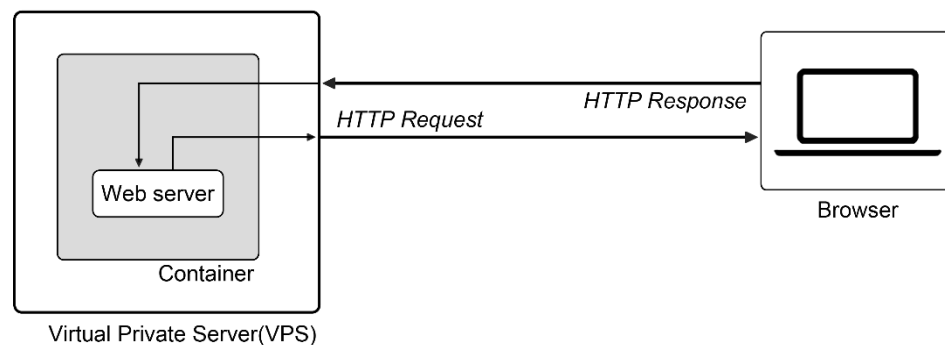 HTTP Response
HTTP Request
Web server
Browser
Container
Virtual Private Server(VPS)